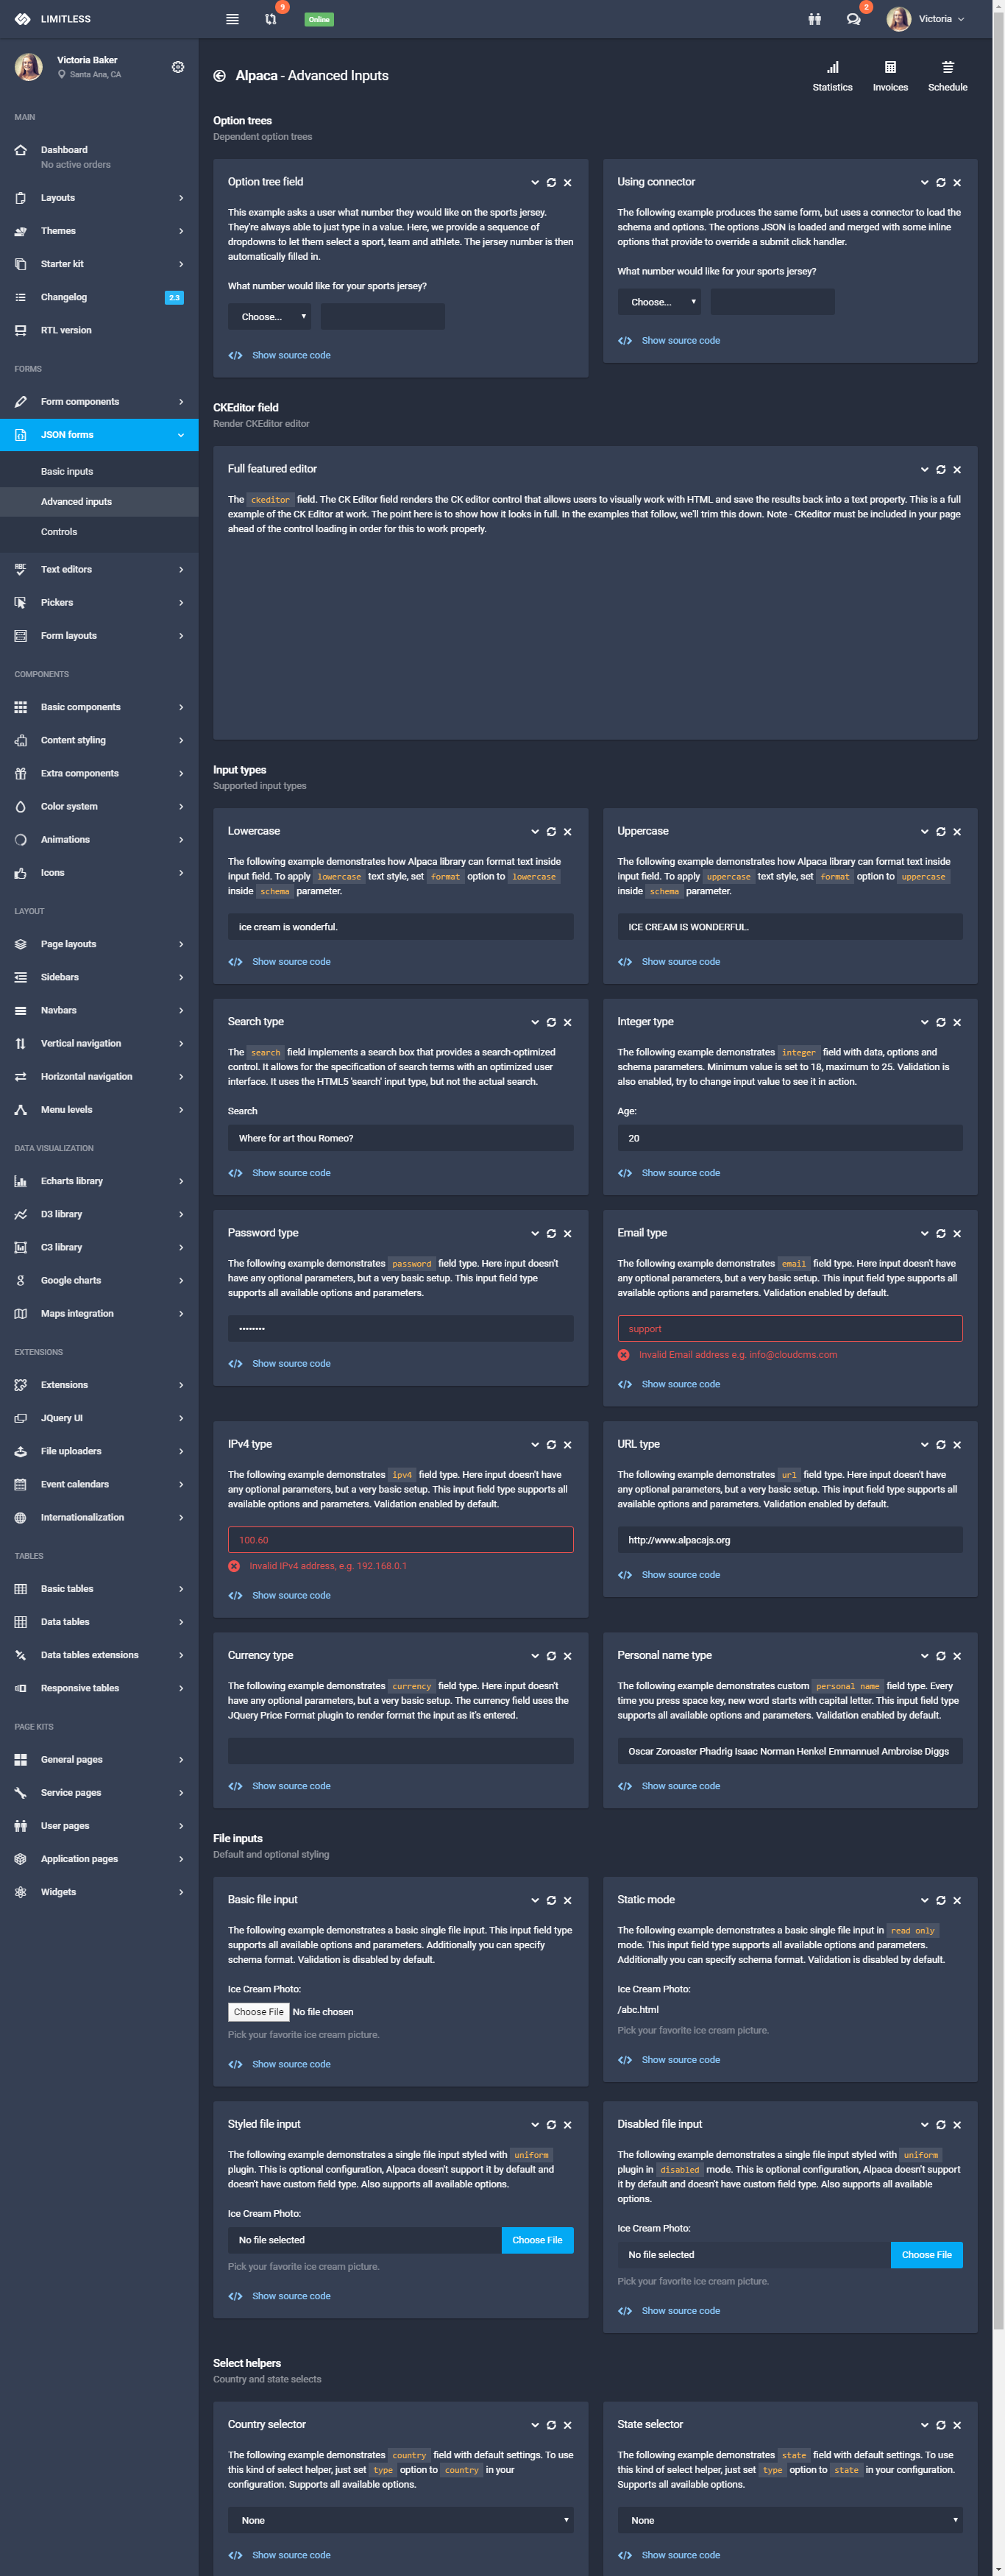 LIMITLESS
9
Online
2
Victoria
Victoria Baker
Santa Ana, CA
MAIN
Dashboard
No active orders
Layouts
Themes
Starter kit
Changelog
2.3
RTL version
FORMS
Form components
JSON forms
Basic inputs
Advanced inputs
Controls
Text editors
Pickers
Form layouts
COMPONENTS
Basic components
Content styling
Extra components
Color system
Animations
Icons
LAYOUT
Page layouts
Sidebars
Navbars
Vertical navigation
Horizontal navigation
Menu levels
DATA VISUALIZATION
Echarts library
D3 library
C3 library
Google charts
Maps integration
EXTENSIONS
Extensions
JQuery UI
File uploaders
Event calendars
Internationalization
TABLES
Basic tables
Data tables
Data tables extensions
Responsive tables
PAGE KITS
General pages
Service pages
User pages
Application pages
Widgets
Alpaca - Advanced Inputs
Statistics
Invoices
Schedule
Option trees
Dependent option trees
Option tree field
This example asks a user what number they would like on the sports jersey.
They're always able to just type in a value. Here, we provide a sequence of
dropdowns to let them select a sport, team and athlete. The jersey number is then
automatically filled in.
What number would like for your sports jersey?
Choose...
Show source code
Using connector
The following example produces the same form, but uses a connector to load the
schema and options. The options JSON is loaded and merged with some inline
options that provide to override a submit click handler.
What number would like for your sports jersey?
Choose...
Show source code
CKEditor field
Render CKEditor editor
Full featured editor
The ckeditor field. The CK Editor field renders the CK editor control that allows users to visually work with HTML and save the results back into a text property. This is a full
example of the CK Editor at work. The point here is to show how it looks in full. In the examples that follow, we'll trim this down. Note - CKeditor must be included in your page
ahead of the control loading in order for this to work properly.
Input types
Supported input types
Lowercase
The following example demonstrates how Alpaca library can format text inside
input field. To apply lowercase text style, set format option to lowercase
inside schema parameter.
ice cream is wonderful.
Show source code
Uppercase
The following example demonstrates how Alpaca library can format text inside
input field. To apply uppercase text style, set format option to uppercase
inside schema parameter.
ICE CREAM IS WONDERFUL.
Show source code
Search type
The search field implements a search box that provides a search-optimized
control. It allows for the specification of search terms with an optimized user
interface. It uses the HTML5 'search' input type, but not the actual search.
Search
Where for art thou Romeo?
Show source code
Integer type
The following example demonstrates integer field with data, options and
schema parameters. Minimum value is set to 18, maximum to 25. Validation is
also enabled, try to change input value to see it in action.
Age:
20
Show source code
Password type
The following example demonstrates password field type. Here input doesn't
have any optional parameters, but a very basic setup. This input field type
supports all available options and parameters.
••••••••
Show source code
Email type
The following example demonstrates email field type. Here input doesn't have
any optional parameters, but a very basic setup. This input field type supports all
available options and parameters. Validation enabled by default.
support
Invalid Email address e.g. info@cloudcms.com
Show source code
IPv4 type
The following example demonstrates ipv4 field type. Here input doesn't have
any optional parameters, but a very basic setup. This input field type supports all
available options and parameters. Validation enabled by default.
100.60
Invalid IPv4 address, e.g. 192.168.0.1
Show source code
URL type
The following example demonstrates url field type. Here input doesn't have
any optional parameters, but a very basic setup. This input field type supports all
available options and parameters. Validation enabled by default.
http://www.alpacajs.org
Show source code
Currency type
The following example demonstrates currency field type. Here input doesn't
have any optional parameters, but a very basic setup. The currency field uses the
JQuery Price Format plugin to render format the input as it's entered.
Show source code
Personal name type
The following example demonstrates custom personal name field type. Every
time you press space key, new word starts with capital letter. This input field type
supports all available options and parameters. Validation enabled by default.
Oscar Zoroaster Phadrig Isaac Norman Henkel Emmannuel Ambroise Diggs
Show source code
File inputs
Default and optional styling
Basic file input
The following example demonstrates a basic single file input. This input field type
supports all available options and parameters. Additionally you can specify
schema format. Validation is disabled by default.
Ice Cream Photo:
Choose File No file chosen
Pick your favorite ice cream picture.
Show source code
Static mode
The following example demonstrates a basic single file input in read only
mode. This input field type supports all available options and parameters.
Additionally you can specify schema format. Validation is disabled by default.
Ice Cream Photo:
/abc.html
Pick your favorite ice cream picture.
Show source code
Styled file input
The following example demonstrates a single file input styled with uniform
plugin. This is optional configuration, Alpaca doesn't support it by default and
doesn't have custom field type. Also supports all available options.
Ice Cream Photo:
No file selected
Choose File
Pick your favorite ice cream picture.
Show source code
Disabled file input
The following example demonstrates a single file input styled with uniform
plugin in disabled mode. This is optional configuration, Alpaca doesn't support
it by default and doesn't have custom field type. Also supports all available
options.
Ice Cream Photo:
No file selected
Choose File
Pick your favorite ice cream picture.
Show source code
Select helpers
Country and state selects
Country selector
The following example demonstrates country field with default settings. To use
this kind of select helper, just set type option to country in your
configuration. Supports all available options.
None
Show source code
State selector
The following example demonstrates state field with default settings. To use
this kind of select helper, just set type option to state in your configuration.
Supports all available options.
None
Show source code